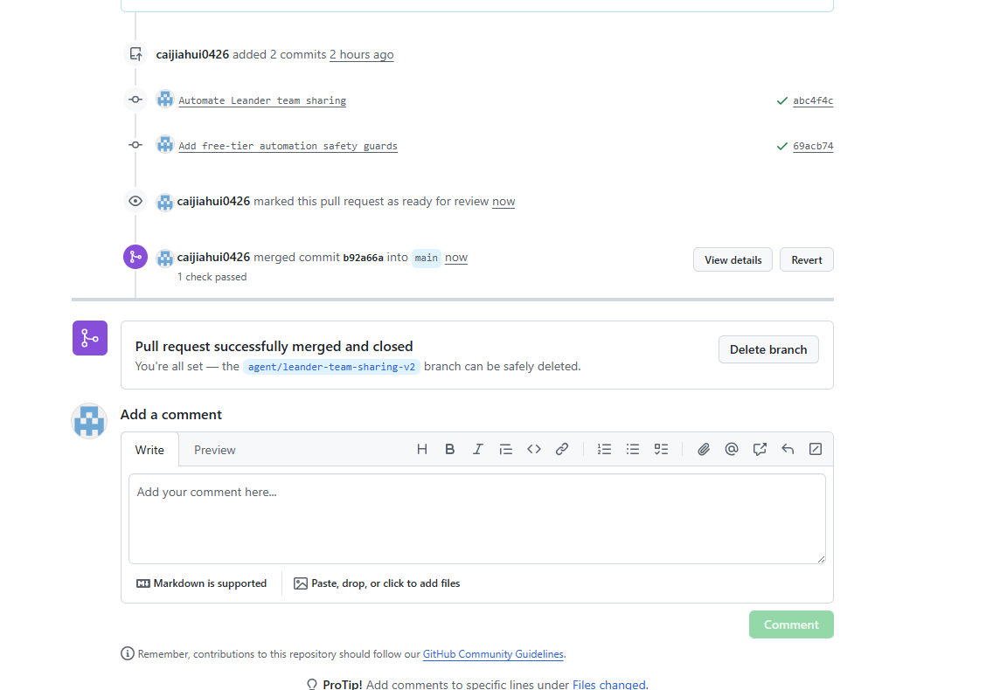 caijiahui0426 added 2 commits 2 hours ago
Automate Leander team sharing abc4f4c
Add free-tier automation safety guards 69acb74
caijiahui0426 marked this pull request as ready for review now
caijiahui0426 merged commit b92a66a into main now View details Revert
1 check passed
Pull request successfully merged and closed
You're all set — the agent/leander-team-sharing-v2 branch can be safely deleted. Delete branch
Add a comment
Write Preview
Add your comment here...
Markdown is supported Paste, drop, or click to add files
Comment
Remember, contributions to this repository should follow our GitHub Community Guidelines.
ProTip! Add comments to specific lines under Files changed.